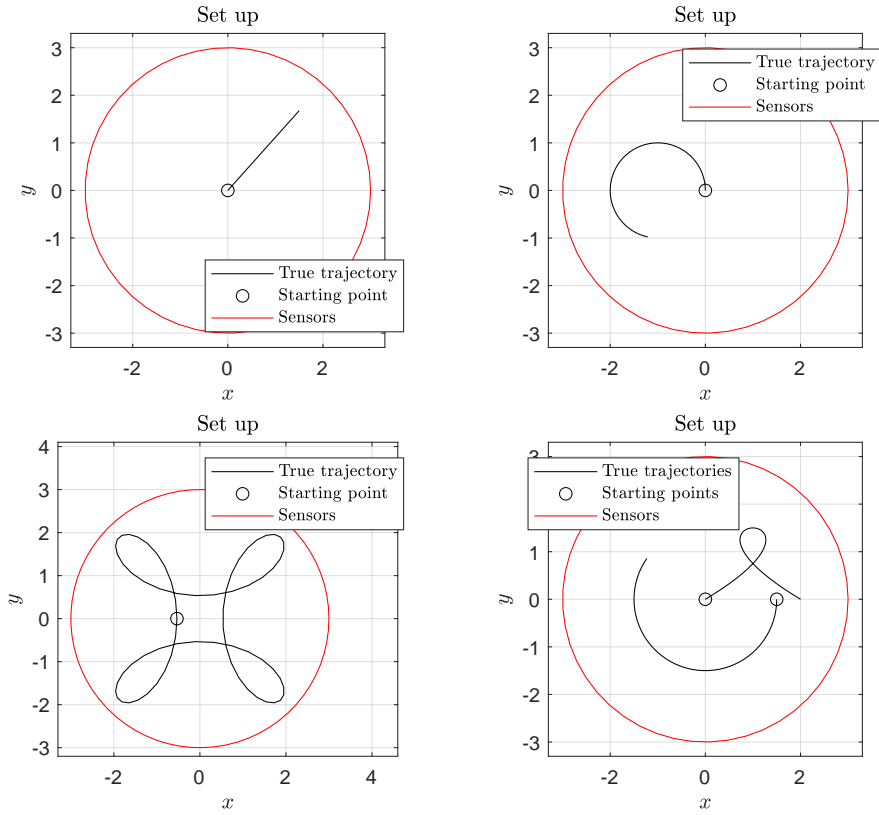 Set up
3
2
1
0
-1
-2
-3
y
-2
0
2
x
True trajectory
Starting point
Sensors
Set up
3
2
1
0
-1
-2
-3
y
-2
0
2
x
True trajectory
Starting point
Sensors
Set up
4
3
2
1
0
-1
-2
-3
y
-2
0
2
4
x
True trajectory
Starting point
Sensors
Set up
3
1
0
-1
-2
-3
y
-2
0
2
x
True trajectories
Starting points
Sensors